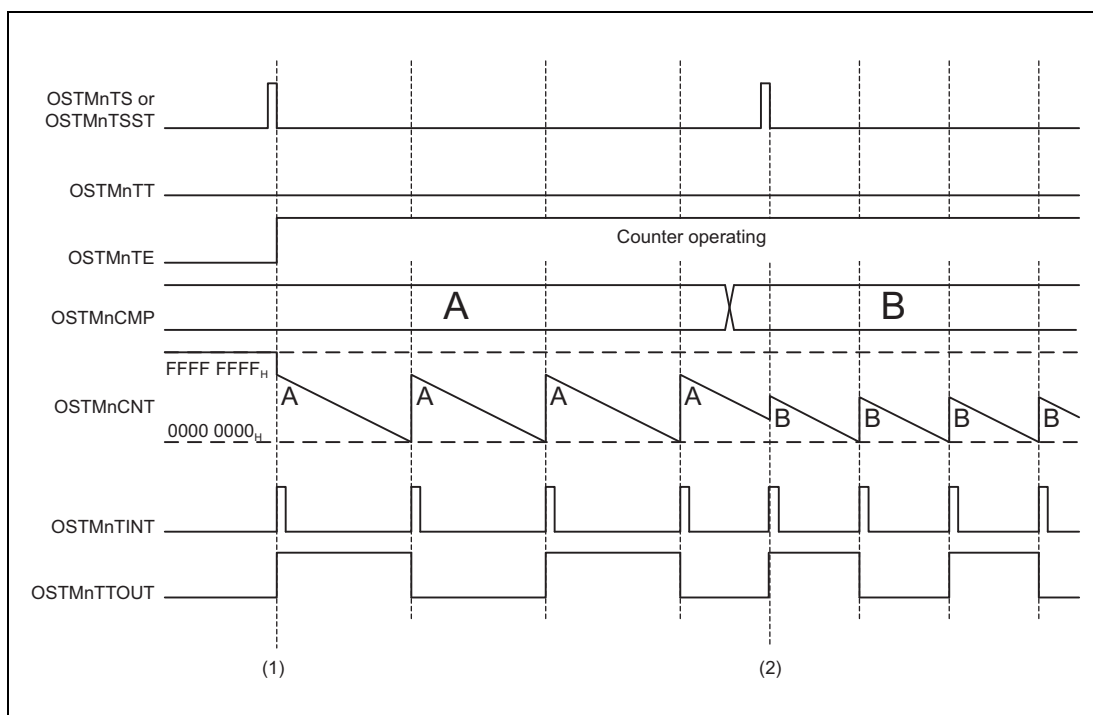 OSTMnTS or
OSTMnTSST
OSTMnTT
Counter operating
OSTMnTE
A B
OSTMnCMP
FFFF FFFFH
A A A A B B B B
OSTMnCNT
0000 0000H
OSTMnTINT
OSTMnTTOUT
(1) (2)